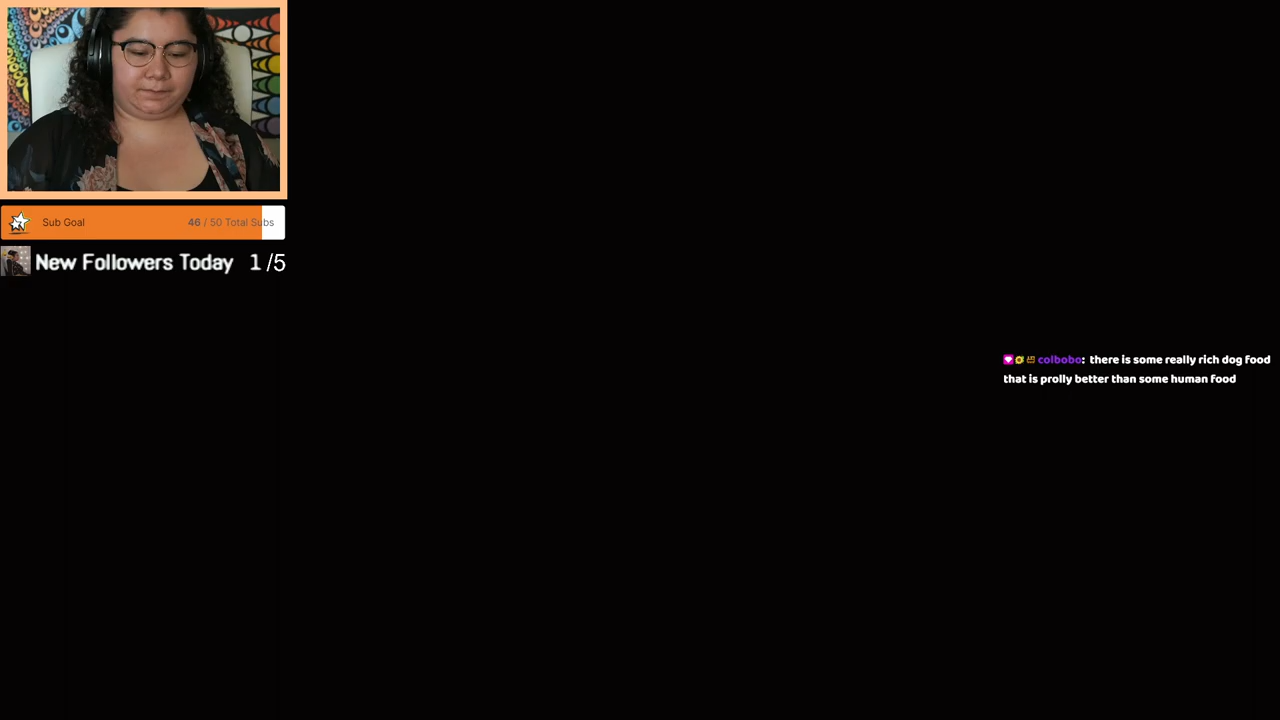 Sub Goal 46 / 50 Total Subs
New Followers Today 1 /5
colbobo: there is some really rich dog food
that is prolly better than some human food